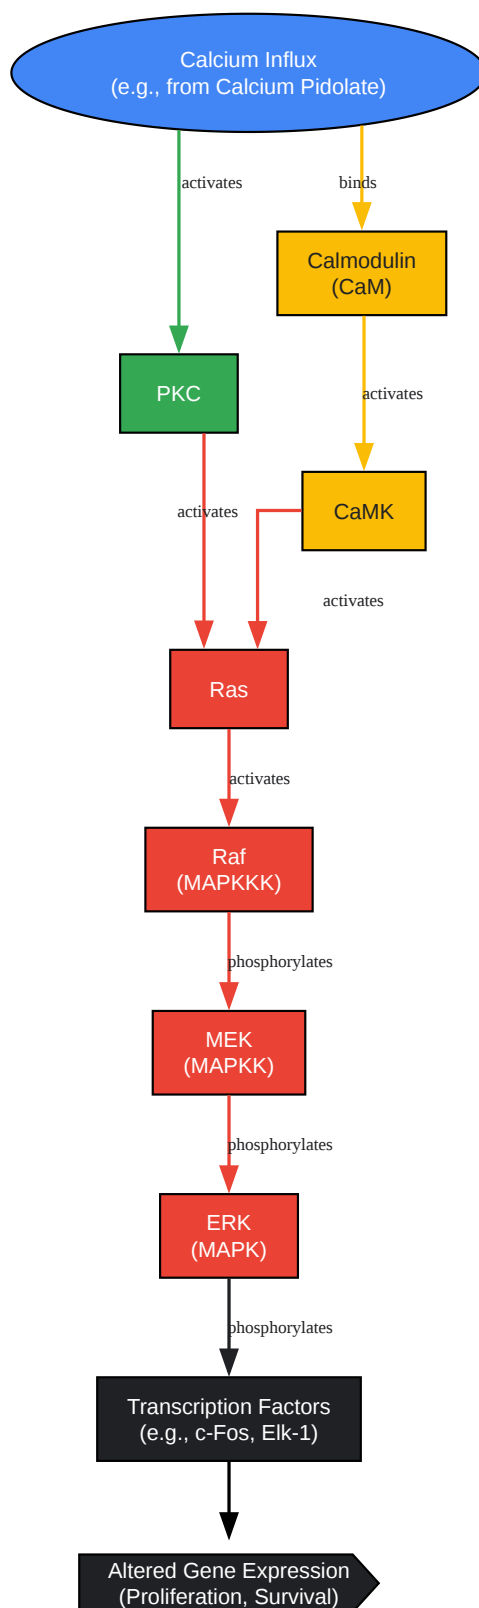 Calcium Influx
(e.g., from Calcium Pidolate)
activates
binds
Calmodulin
(CaM)
PKC
activates
activates
CaMK
activates
Ras
activates
Raf
(MAPKKK)
phosphorylates
MEK
(MAPKK)
phosphorylates
ERK
(MAPK)
phosphorylates
Transcription Factors
(e.g., c-Fos, Elk-1)
Altered Gene Expression
(Proliferation, Survival)